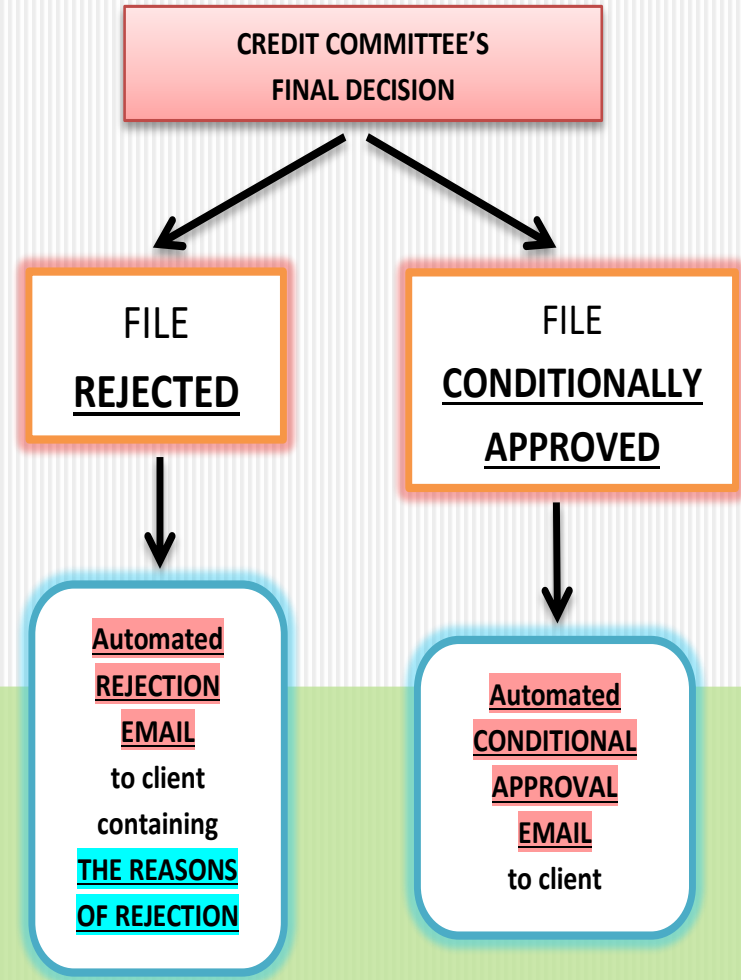 CREDIT COMMITTEE’S
FINAL DECISION
FILE
REJECTED
FILE
CONDITIONALLY
APPROVED
Automated
REJECTION
EMAIL
to client
containing
THE REASONS
OF REJECTION
Automated
CONDITIONAL
APPROVAL
EMAIL
to client